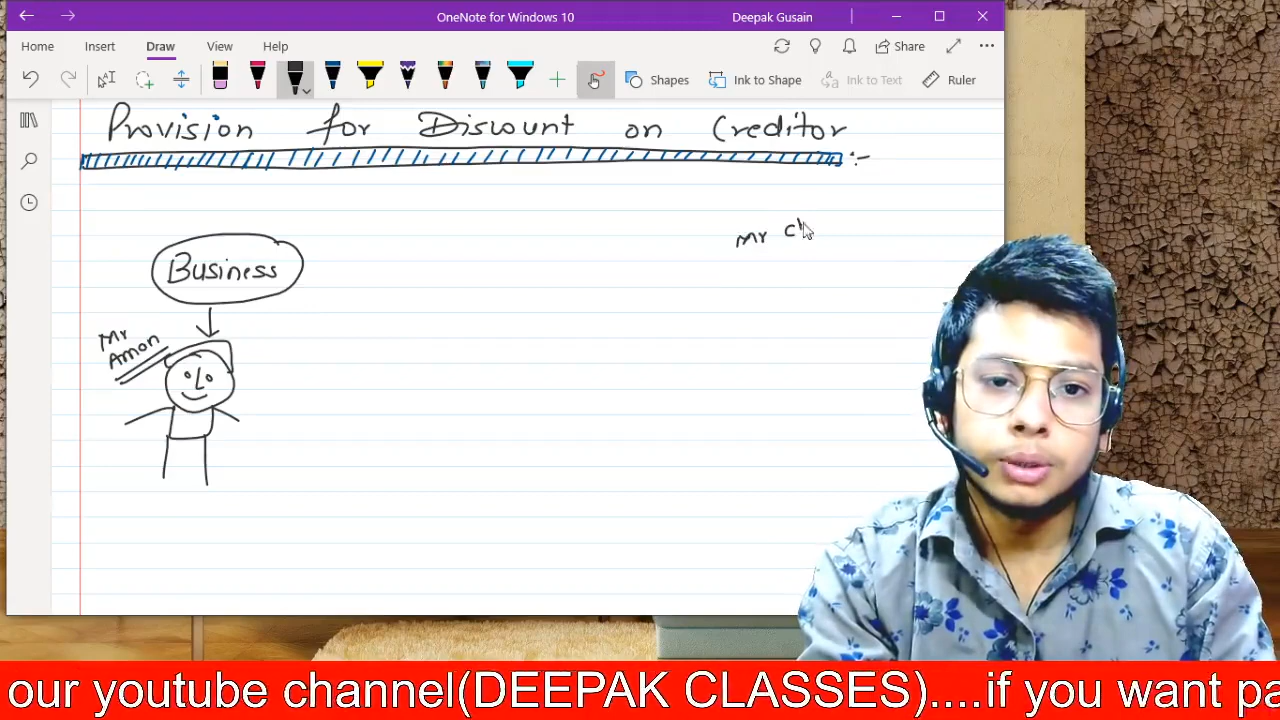 OneNote for Windows 10
Deepak Gusain
Home Insert Draw View Help
Share
Shapes Ink to Shape Ink to Text Ruler
Provision for Discount on Creditor :-
Mr
Business
Mr
Aman
our youtube channel(DEEPAK CLASSES)....if you want pa